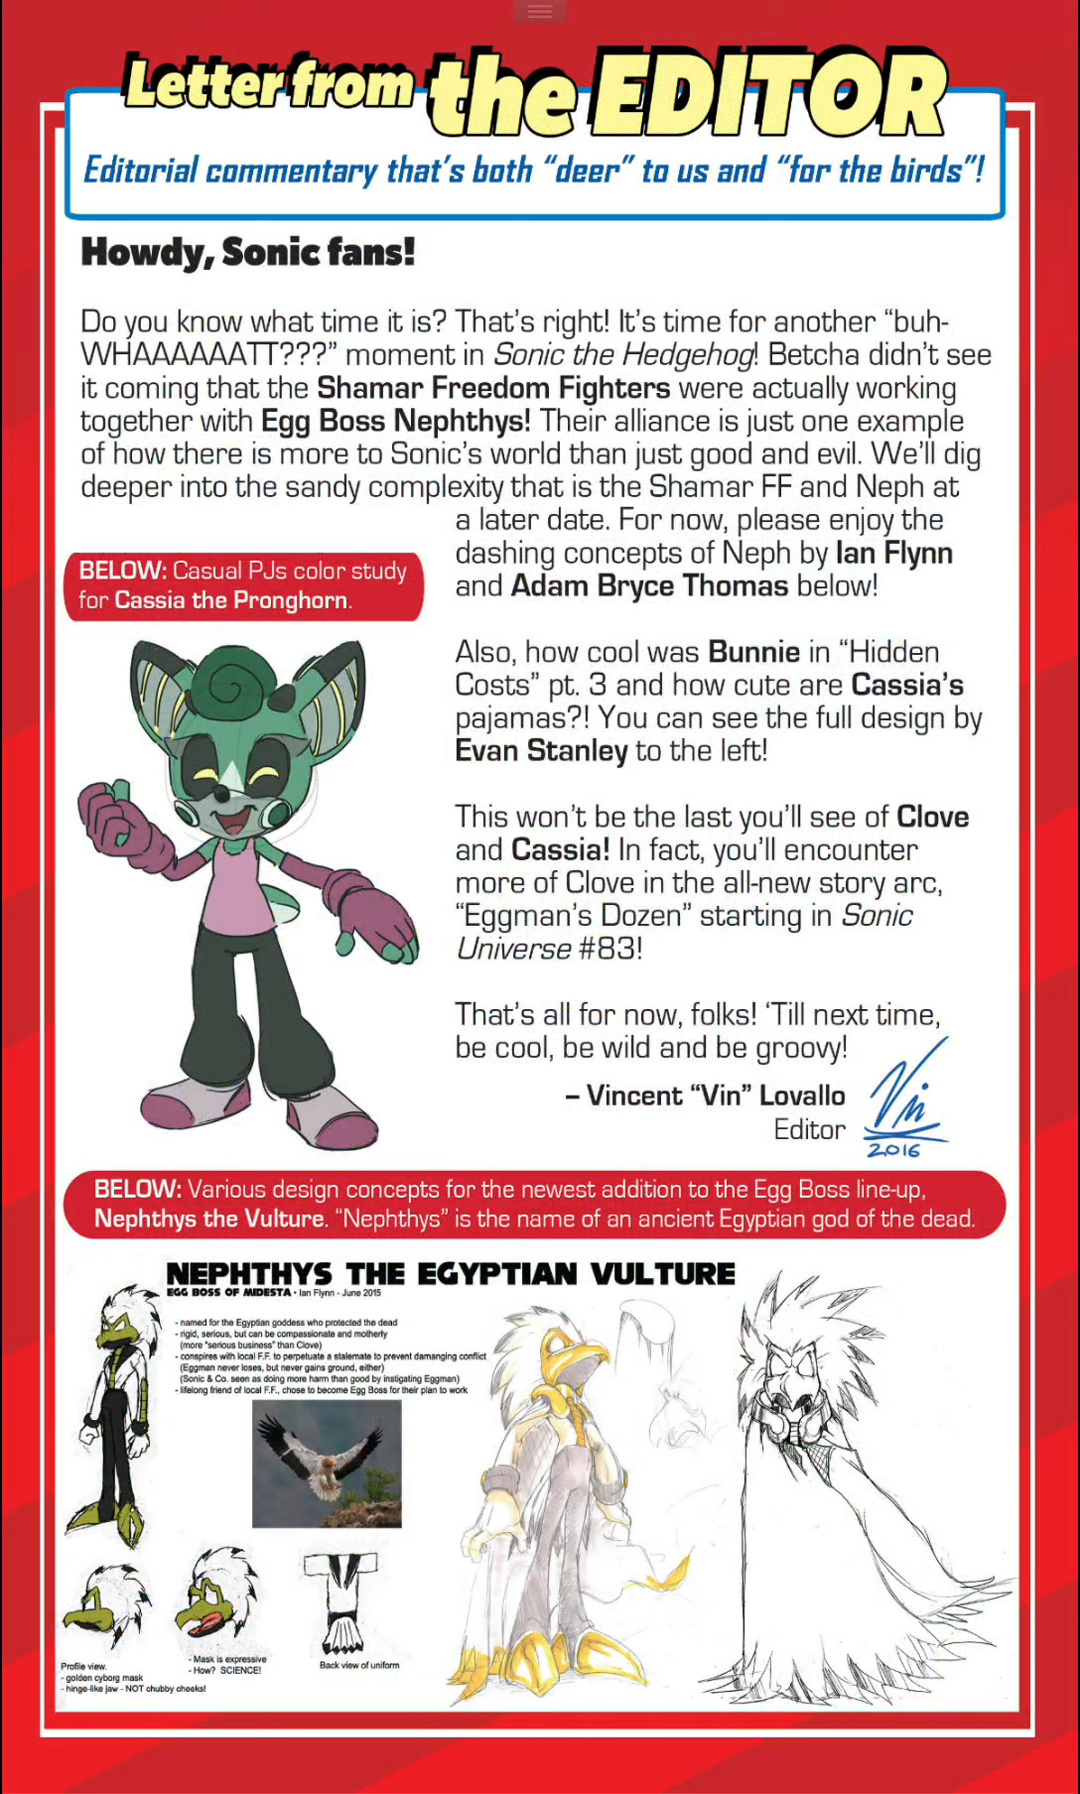 Letter from the EDITOR
Editorial commentary that's both "deer" to us and "for the birds"!
Howdy, Sonic fans!
Do you know what time it is? That's right! It's time for another "buh-
WHAAAAAATT???" moment in Sonic the Hedgehog! Betcha didn't see
it coming that the Shamar Freedom Fighters were actually working
together with Egg Boss Nephthys! Their alliance is just one example
of how there is more to Sonic's world than just good and evil. We'll dig
deeper into the sandy complexity that is the Shamar FF and Neph at
a later date. For now, please enjoy the
dashing concepts of Neph by Ian Flynn
and Adam Bryce Thomas below!
BELOW: Casual PJs color study
for Cassia the Pronghorn.
Also, how cool was Bunnie in "Hidden
Costs" pt. 3 and how cute are Cassia's
pajamas?! You can see the full design by
Evan Stanley to the left!
This won't be the last you'll see of Clove
and Cassia! In fact, you'll encounter
more of Clove in the all-new story arc,
"Eggman's Dozen" starting in Sonic
Universe #83!
That's all for now, folks! 'Till next time,
be cool, be wild and be groovy!
– Vincent "Vin" Lovallo
Editor
Vin
2016
BELOW: Various design concepts for the newest addition to the Egg Boss line-up,
Nephthys the Vulture. "Nephthys" is the name of an ancient Egyptian god of the dead.
NEPHTHYS THE EGYPTIAN VULTURE
EGG BOSS OF MIDESTA • Ian Flynn - June 2015
- named for the Egyptian goddess who protected the dead
- rigid, serious, but can be compassionate and motherly
(more "serious business" than Clove)
- conspires with local F.F. to perpetuate a stalemate to prevent damanging conflict
(Eggman never loses, but never gains ground, either)
(Sonic & Co. seen as doing more harm than good by instigating Eggman)
- lifelong friend of local F.F., chose to become Egg Boss for their plan to work
Profile view.
- golden cyborg mask
- hinge-like jaw - NOT chubby cheeks!
- Mask is expressive
- How? SCIENCE!
Back view of uniform